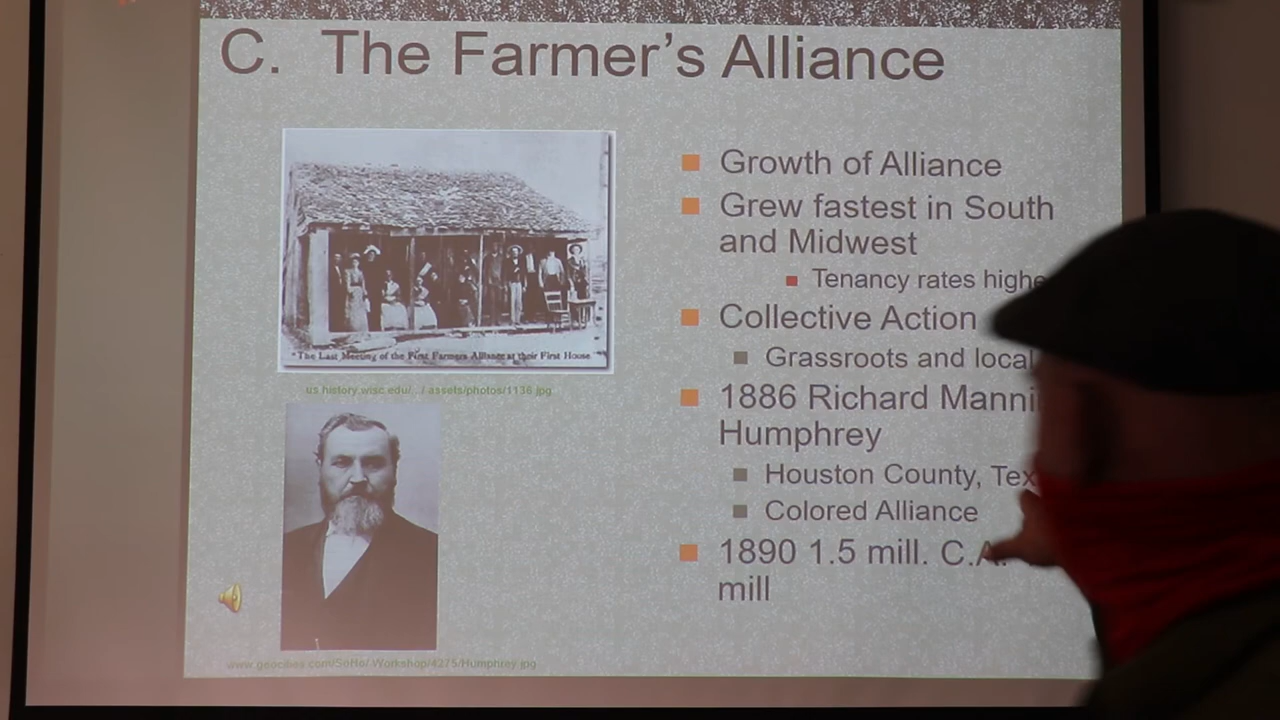 C. The Farmer's Alliance
Growth of Alliance
Grew fastest in South
and Midwest
Tenancy rates highe
Collective Action
Grassroots and local
1886 Richard Manni
Humphrey
Houston County, Tex
Colored Alliance
1890 1.5 mill. C.A.
mill
"The Last Meeting of the First Farmers Alliance at their First House"
us history.wisc.edu/.../ assets/photos/1136 jpg
www.geocities.com/SoHo/.Workshop/4275/Humphrey.jpg